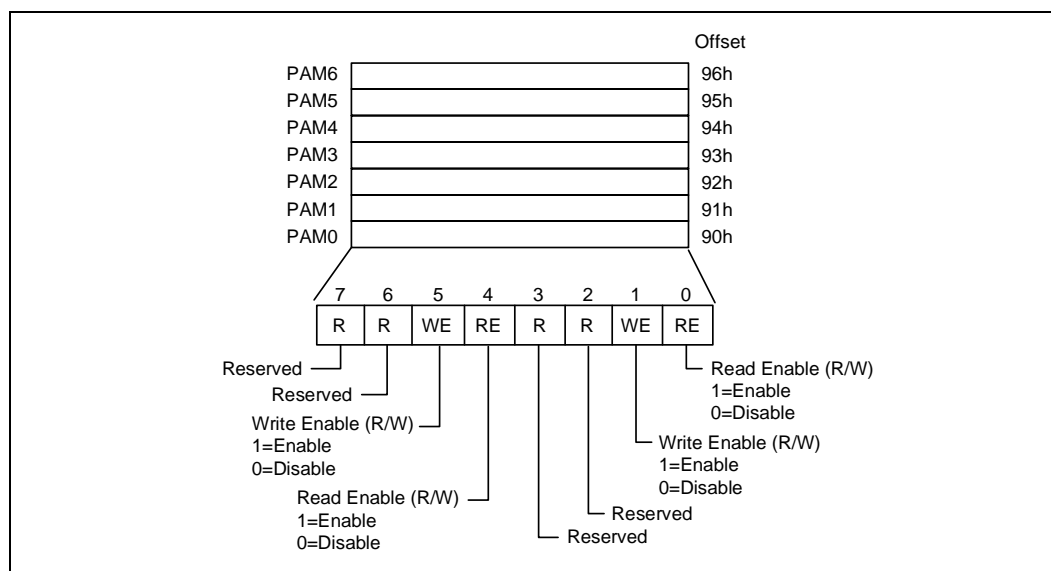 Offset
PAM6 96h
PAM5 95h
PAM4 94h
PAM3 93h
PAM2 92h
PAM1 91h
PAM0 90h
7 6 5 4 3 2 1 0
R R WE RE R R WE RE
Reserved
Reserved
Write Enable (R/W)
1=Enable
0=Disable
Read Enable (R/W)
1=Enable
0=Disable
Reserved
Reserved
Write Enable (R/W)
1=Enable
0=Disable
Read Enable (R/W)
1=Enable
0=Disable